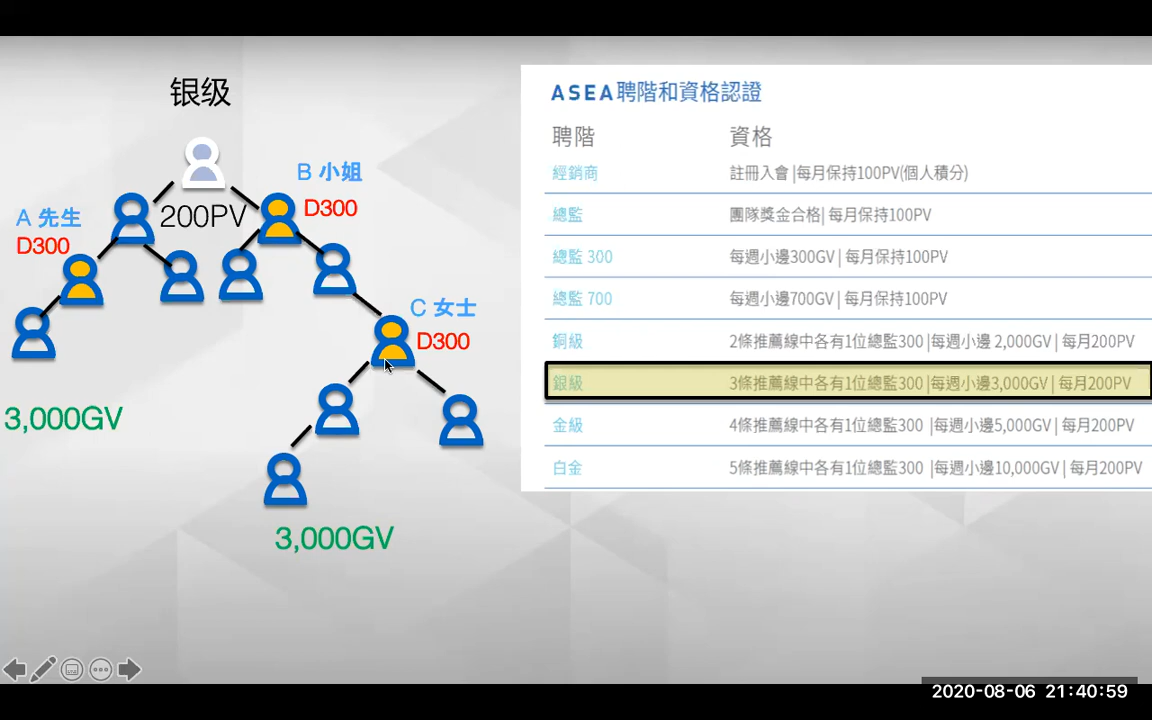 银级
B 小姐
D300
200PV
A 先生
D300
C 女士
D300
3,000GV
3,000GV
ASEA聘階和資格認證
聘階 資格
經銷商 註冊入會|每月保持100PV(個人積分)
總監 團隊獎金合格| 每月保持100PV
總監 300 每週小邊300GV | 每月保持100PV
總監 700 每週小邊700GV | 每月保持100PV
銅級 2條推薦線中各有1位總監300 |每週小邊 2,000GV | 每月200PV
銀級 3條推薦線中各有1位總監300 |每週小邊3,000GV | 每月200PV
金級 4條推薦線中各有1位總監300 |每週小邊5,000GV | 每月200PV
白金 5條推薦線中各有1位總監300 |每週小邊10,000GV | 每月200PV
2020-08-06 21:40:59